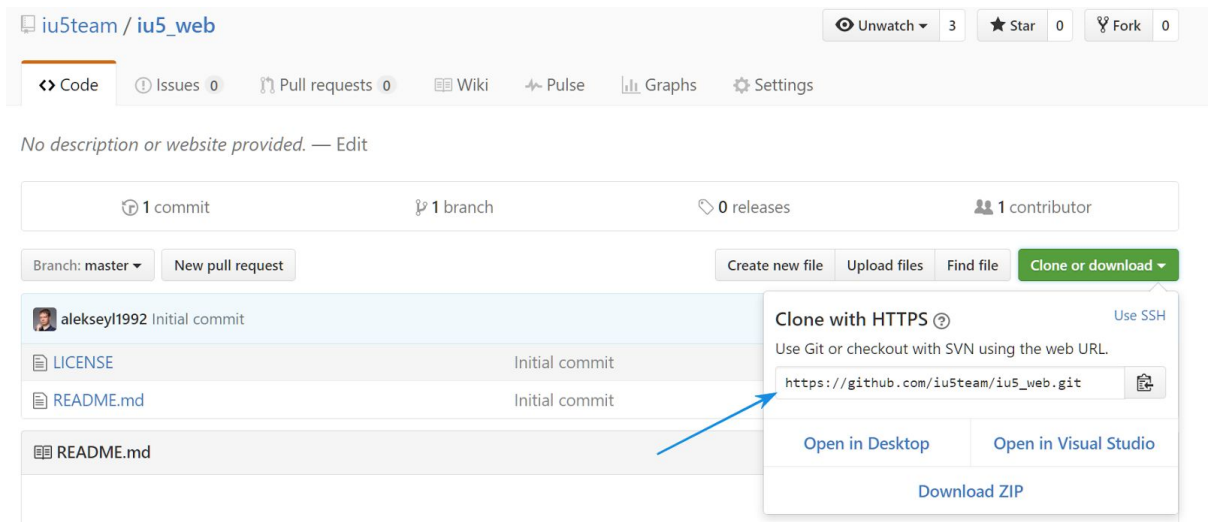 iu5team / iu5_web
Unwatch 3 Star 0 Fork 0
Code Issues 0 Pull requests 0 Wiki Pulse Graphs Settings
No description or website provided. — Edit
1 commit 1 branch 0 releases 1 contributor
Branch: master New pull request Create new file Upload files Find file Clone or download
alekseyl1992 Initial commit
LICENSE Initial commit
README.md Initial commit
README.md
Clone with HTTPS ? Use SSH
Use Git or checkout with SVN using the web URL.
https://github.com/iu5team/iu5_web.git
Open in Desktop Open in Visual Studio
Download ZIP